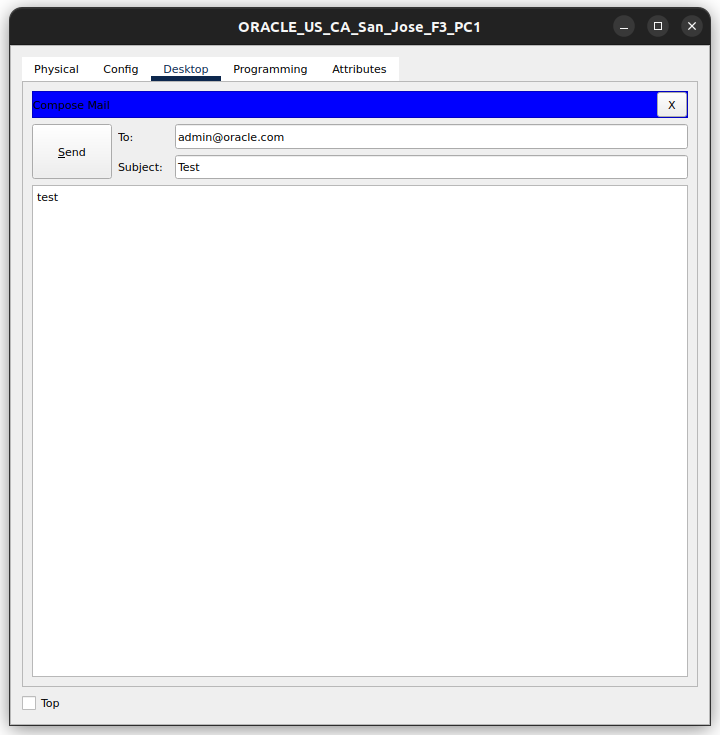 ORACLE_US_CA_San_Jose_F3_PC1
Physical Config Desktop Programming Attributes
Compose Mail X
Send
To: admin@oracle.com
Subject: Test
test
Top